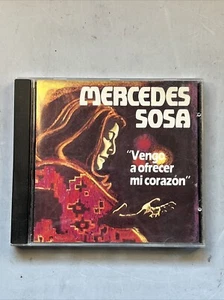 MERCEDES
SOSA
"Vengo
a ofrecer
mi corazón"